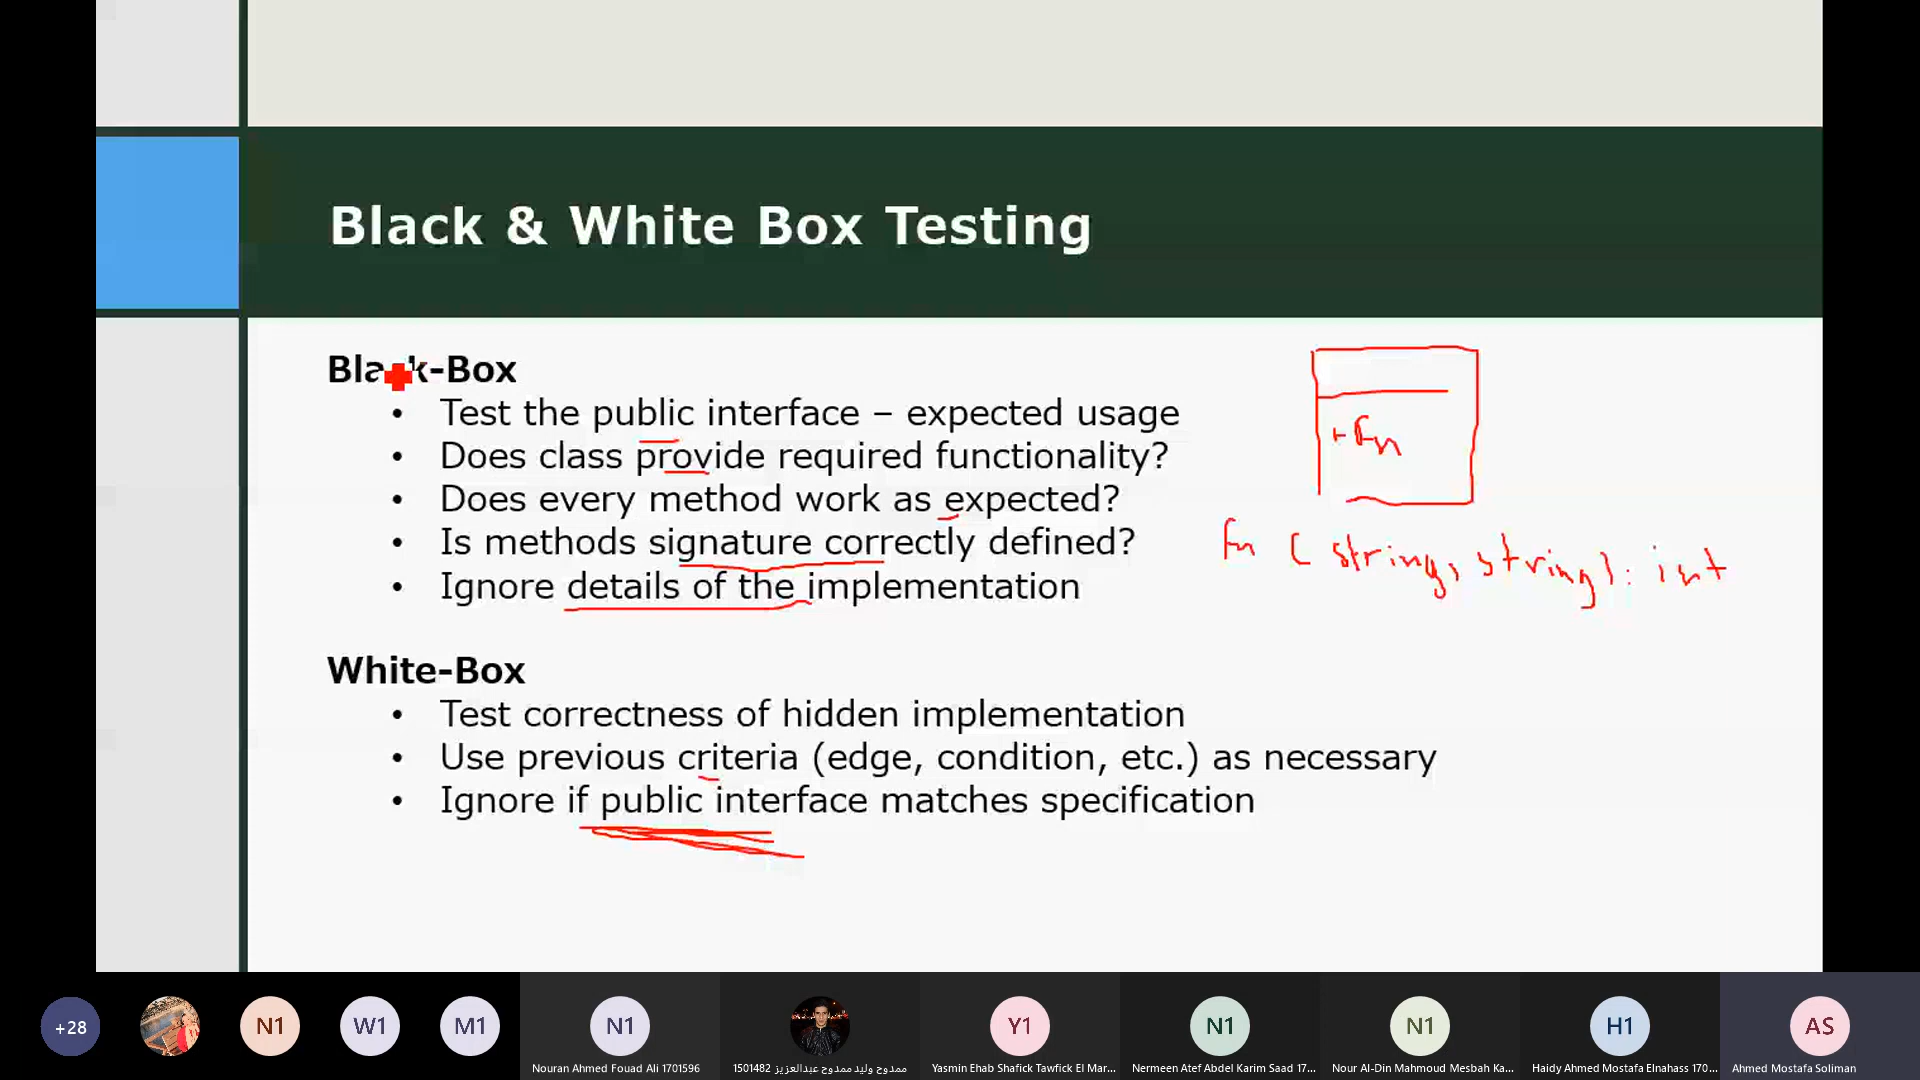 Black & White Box Testing
Black-Box
• Test the public interface – expected usage
• Does class provide required functionality?
• Does every method work as expected?
• Is methods signature correctly defined?
• Ignore details of the implementation
+Fn
Fn ( string, string ) : int
White-Box
• Test correctness of hidden implementation
• Use previous criteria (edge, condition, etc.) as necessary
• Ignore if public interface matches specification
+28
N1
W1
M1
N1
Y1
N1
N1
H1
AS
Nouran Ahmed Fouad Ali 1701596
ممدوح وليد ممدوح عبدالعزيز 1501482
Yasmin Ehab Shafick Tawfick El Mar...
Nermeen Atef Abdel Karim Saad 17...
Nour Al-Din Mahmoud Mesbah Ka...
Haidy Ahmed Mostafa Elnahass 170...
Ahmed Mostafa Soliman